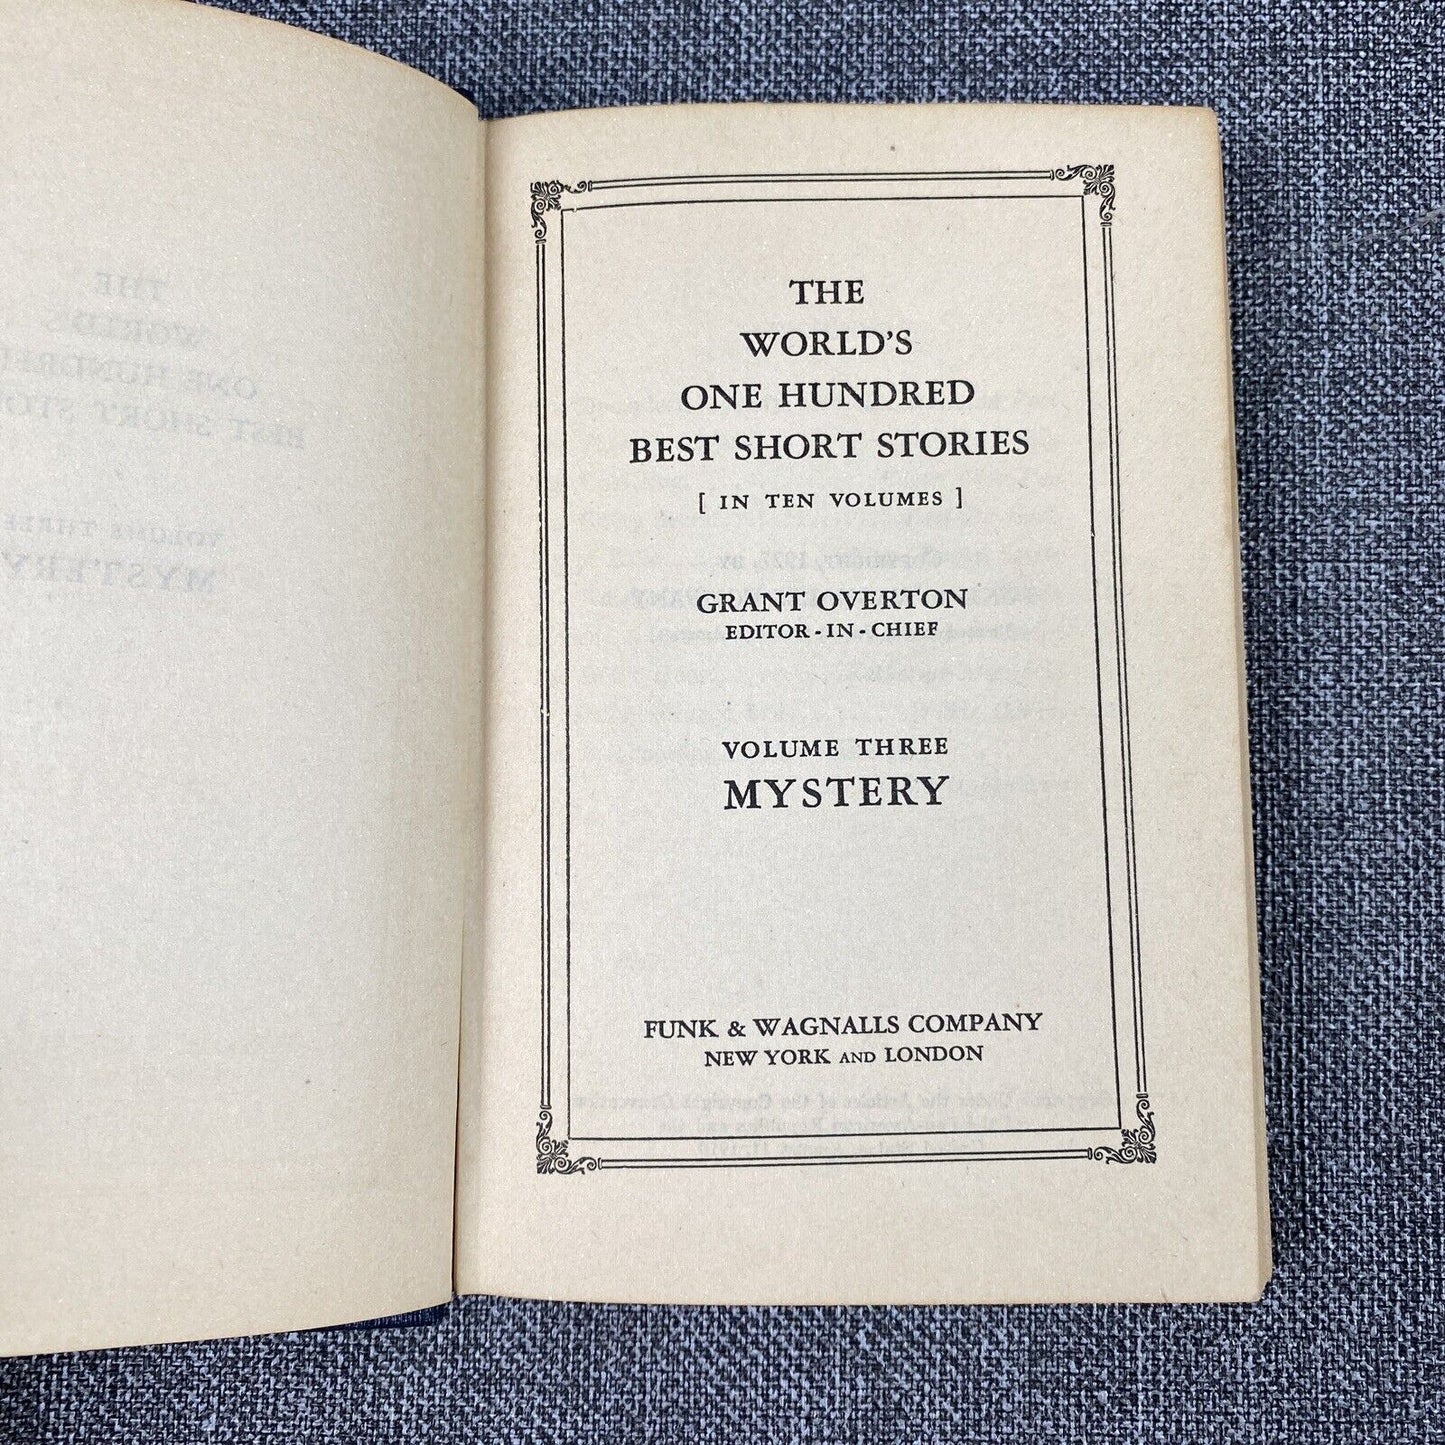 THE
WORLD'S
ONE HUNDRED
BEST SHORT STORIES
[ IN TEN VOLUMES ]
GRANT OVERTON
EDITOR-IN-CHIEF
VOLUME THREE
MYSTERY
FUNK & WAGNALLS COMPANY
NEW YORK AND LONDON